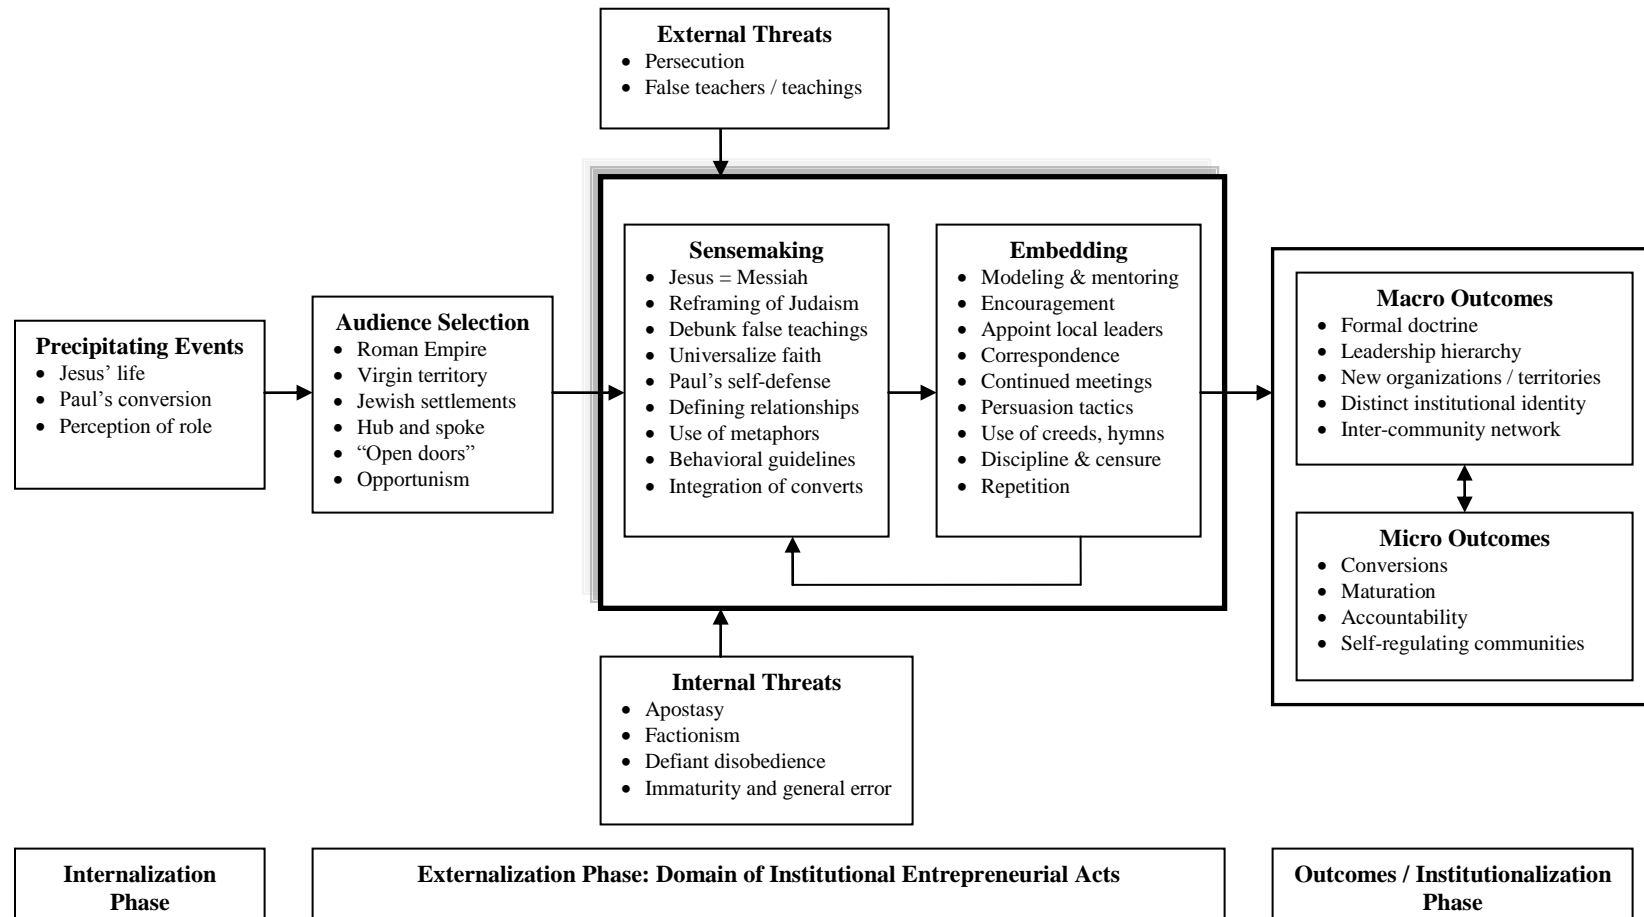 External Threats
• Persecution
• False teachers / teachings
Precipitating Events
• Jesus’ life
• Paul’s conversion
• Perception of role
Audience Selection
• Roman Empire
• Virgin territory
• Jewish settlements
• Hub and spoke
• “Open doors”
• Opportunism
Sensemaking
• Jesus = Messiah
• Reframing of Judaism
• Debunk false teachings
• Universalize faith
• Paul’s self-defense
• Defining relationships
• Use of metaphors
• Behavioral guidelines
• Integration of converts
Embedding
• Modeling & mentoring
• Encouragement
• Appoint local leaders
• Correspondence
• Continued meetings
• Persuasion tactics
• Use of creeds, hymns
• Discipline & censure
• Repetition
Macro Outcomes
• Formal doctrine
• Leadership hierarchy
• New organizations / territories
• Distinct institutional identity
• Inter-community network
Micro Outcomes
• Conversions
• Maturation
• Accountability
• Self-regulating communities
Internal Threats
• Apostasy
• Factionism
• Defiant disobedience
• Immaturity and general error
Internalization
Phase
Externalization Phase: Domain of Institutional Entrepreneurial Acts
Outcomes / Institutionalization
Phase